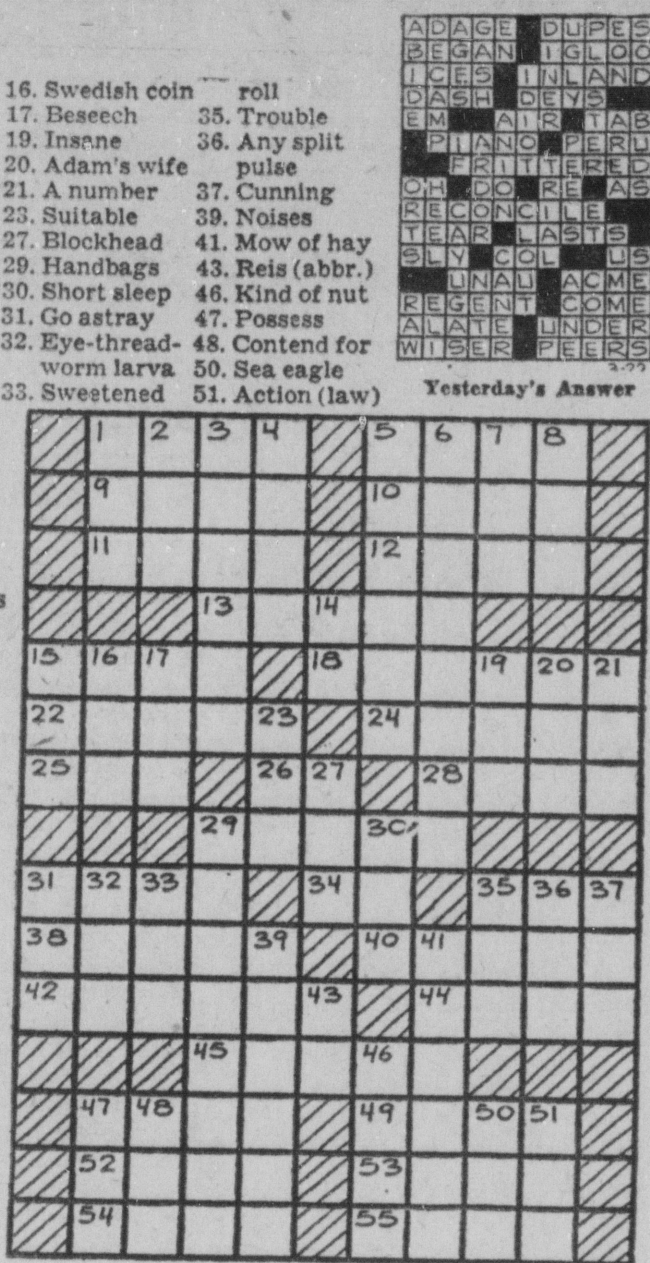 16. Swedish coin
17. Beseech
19. Insane
20. Adam's wife
21. A number
23. Suitable
27. Blockhead
29. Handbags
30. Short sleep
31. Go astray
32. Eye-thread-
worm larva
33. Sweetened
roll
35. Trouble
36. Any split
pulse
37. Cunning
39. Noises
41. Mow of hay
43. Reis (abbr.)
46. Kind of nut
47. Possess
48. Contend for
50. Sea eagle
51. Action (law)
ADAGE DUPES
BEGAN IGLOO
ICES INLAND
DASH DEYS
EM AIR TAB
PIANO PERU
FRITTERED
OH DO RE AS
RECONCILE
TEAR LASTS
SLY COL US
UNAU ACME
REGENT COME
ALATE UNDER
WISER PEERS
3-22
Yesterday's Answer
1 2 3 4 5 6 7 8
9 10
11 12
s
13 14
15 16 17 18 19 20 21
22 23 24
25 26 27 28
29 30
31 32 33 34 35 36 37
38 39 40 41
42 43 44
45 46
47 48 49 50 51
52 53
54 55